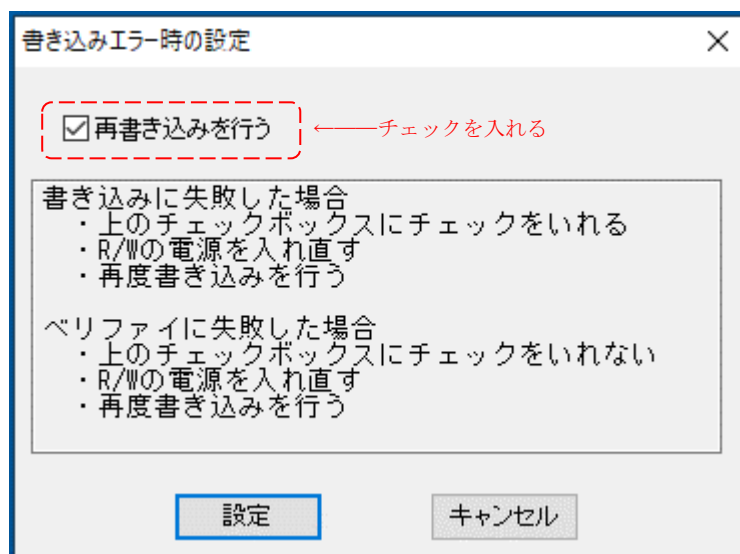 書き込みエラー時の設定
再書き込みを行う
←――チェックを入れる
書き込みに失敗した場合
・上のチェックボックスにチェックをいれる
・R/Wの電源を入れ直す
・再度書き込みを行う
ベリファイに失敗した場合
・上のチェックボックスにチェックをいれない
・R/Wの電源を入れ直す
・再度書き込みを行う
設定
キャンセル